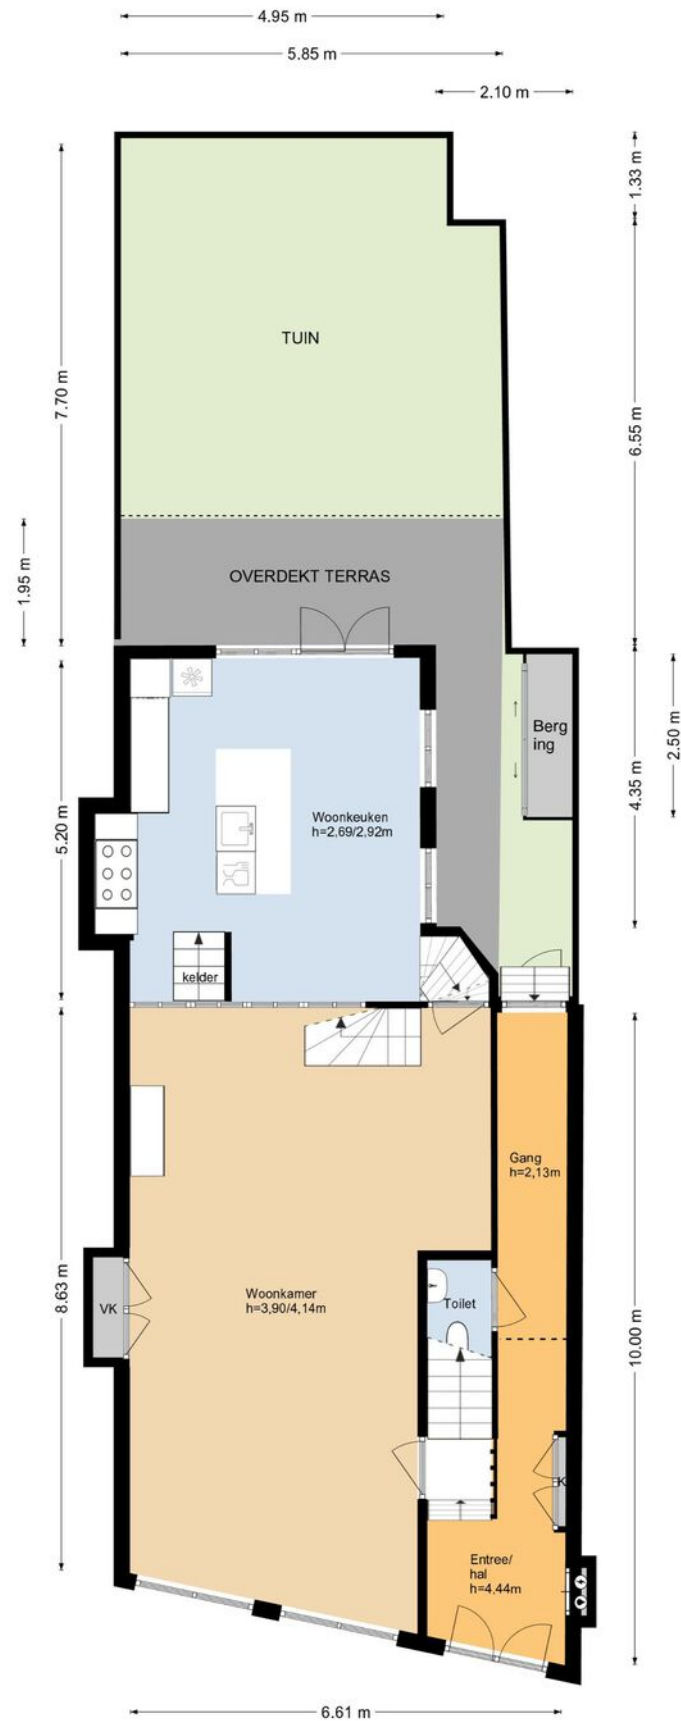 4.95 m
5.85 m
2.10 m
1.33 m
TUIN
7.70 m
6.55 m
1.95 m
OVERDEKT TERRAS
Berg
ing
2.50 m
4.35 m
5.20 m
Woonkeuken
h=2,69/2,92m
kelder
Gang
h=2,13m
8.63 m
VK
Woonkamer
h=3,90/4,14m
Toilet
10.00 m
K
Entree/
hal
h=4.44m
6.61 m